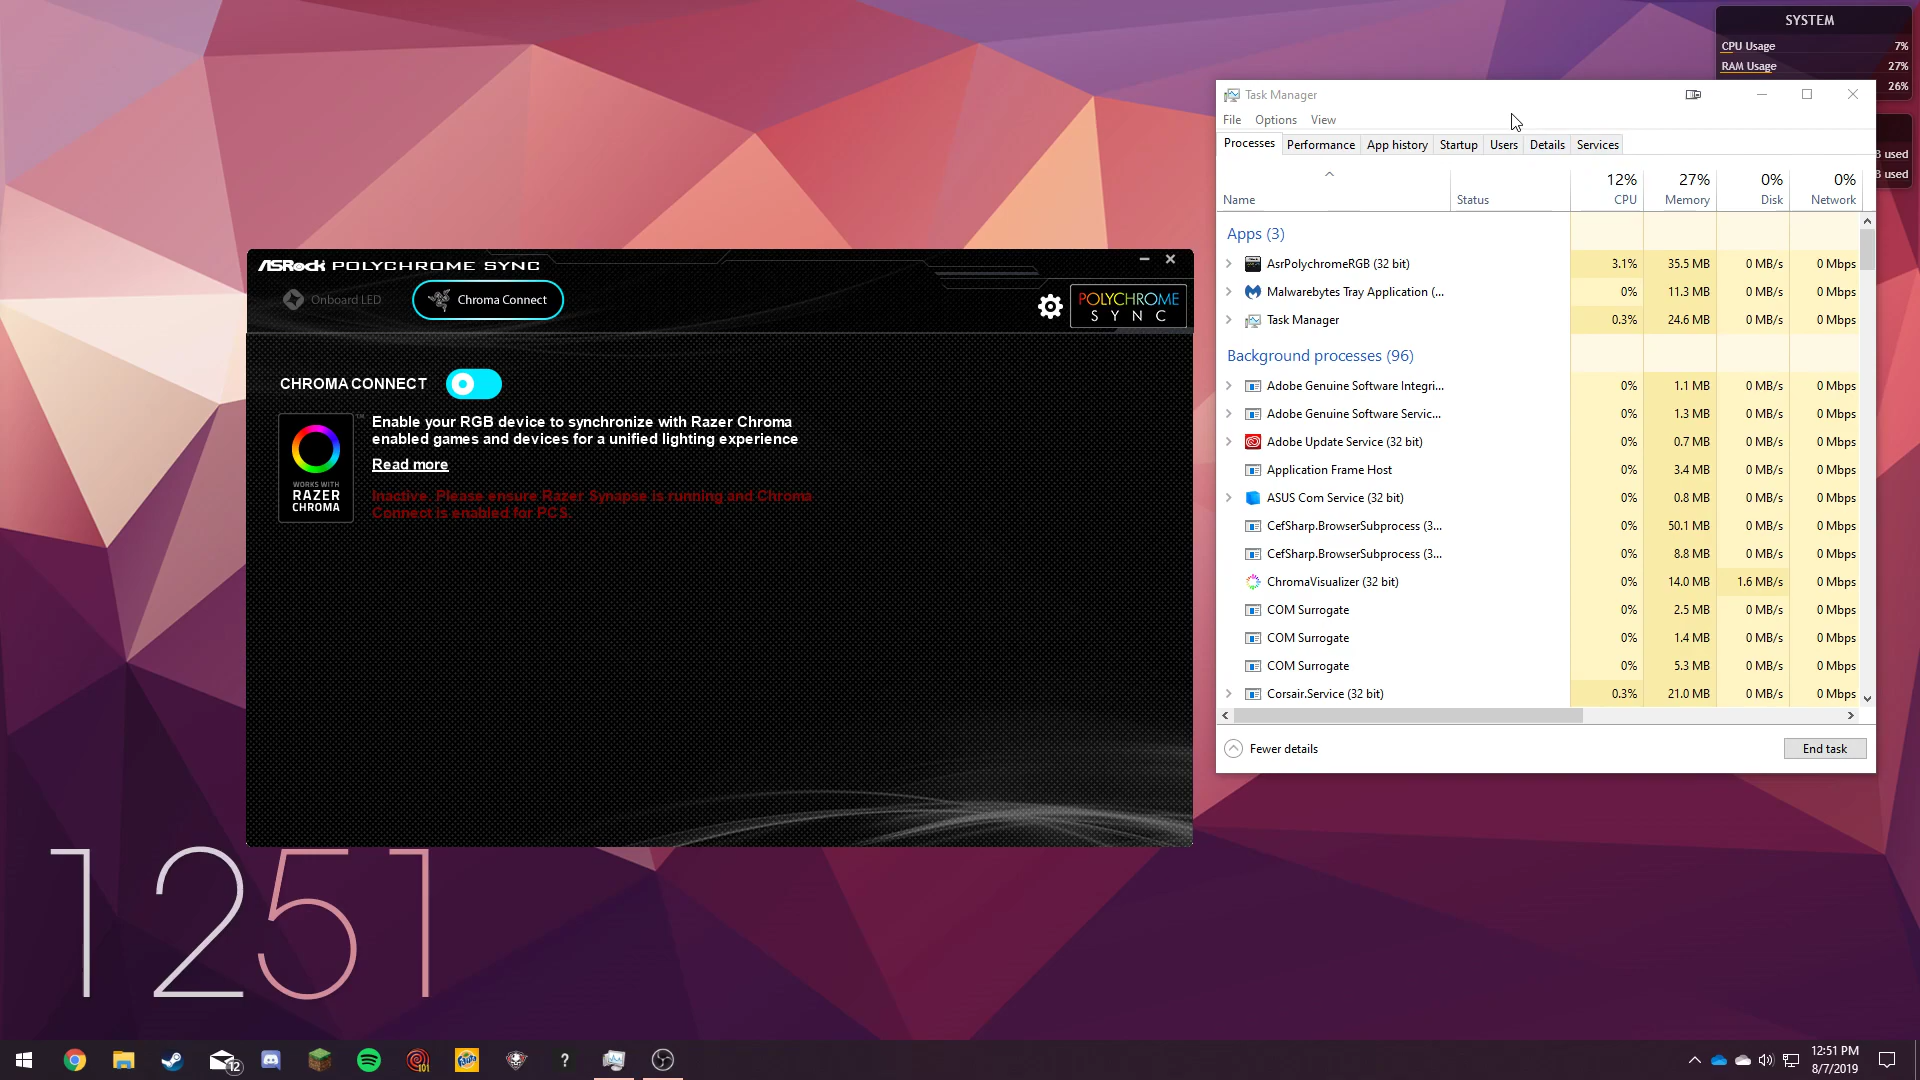 SYSTEM
CPU Usage 7%
RAM Usage 27%
26%
B used
B used
Task Manager
File Options View
Processes Performance App history Startup Users Details Services
12% 27% 0% 0%
Name Status CPU Memory Disk Network
Apps (3)
AsrPolychromeRGB (32 bit) 3.1% 35.5 MB 0 MB/s 0 Mbps
Malwarebytes Tray Application (... 0% 11.3 MB 0 MB/s 0 Mbps
Task Manager 0.3% 24.6 MB 0 MB/s 0 Mbps
Background processes (96)
Adobe Genuine Software Integri... 0% 1.1 MB 0 MB/s 0 Mbps
Adobe Genuine Software Servic... 0% 1.3 MB 0 MB/s 0 Mbps
Adobe Update Service (32 bit) 0% 0.7 MB 0 MB/s 0 Mbps
Application Frame Host 0% 3.4 MB 0 MB/s 0 Mbps
ASUS Com Service (32 bit) 0% 0.8 MB 0 MB/s 0 Mbps
CefSharp.BrowserSubprocess (3... 0% 50.1 MB 0 MB/s 0 Mbps
CefSharp.BrowserSubprocess (3... 0% 8.8 MB 0 MB/s 0 Mbps
ChromaVisualizer (32 bit) 0% 14.0 MB 1.6 MB/s 0 Mbps
COM Surrogate 0% 2.5 MB 0 MB/s 0 Mbps
COM Surrogate 0% 1.4 MB 0 MB/s 0 Mbps
COM Surrogate 0% 5.3 MB 0 MB/s 0 Mbps
Corsair.Service (32 bit) 0.3% 21.0 MB 0 MB/s 0 Mbps
Fewer details End task
ASRock POLYCHROME SYNC
Onboard LED Chroma Connect
POLYCHROME
SYNC
CHROMA CONNECT
Enable your RGB device to synchronize with Razer Chroma
enabled games and devices for a unified lighting experience
Read more
Inactive. Please ensure Razer Synapse is running and Chroma
Connect is enabled for PCS.
WORKS WITH
RAZER
CHROMA
TM
1251
12
101
Fanta
?
12:51 PM
8/7/2019